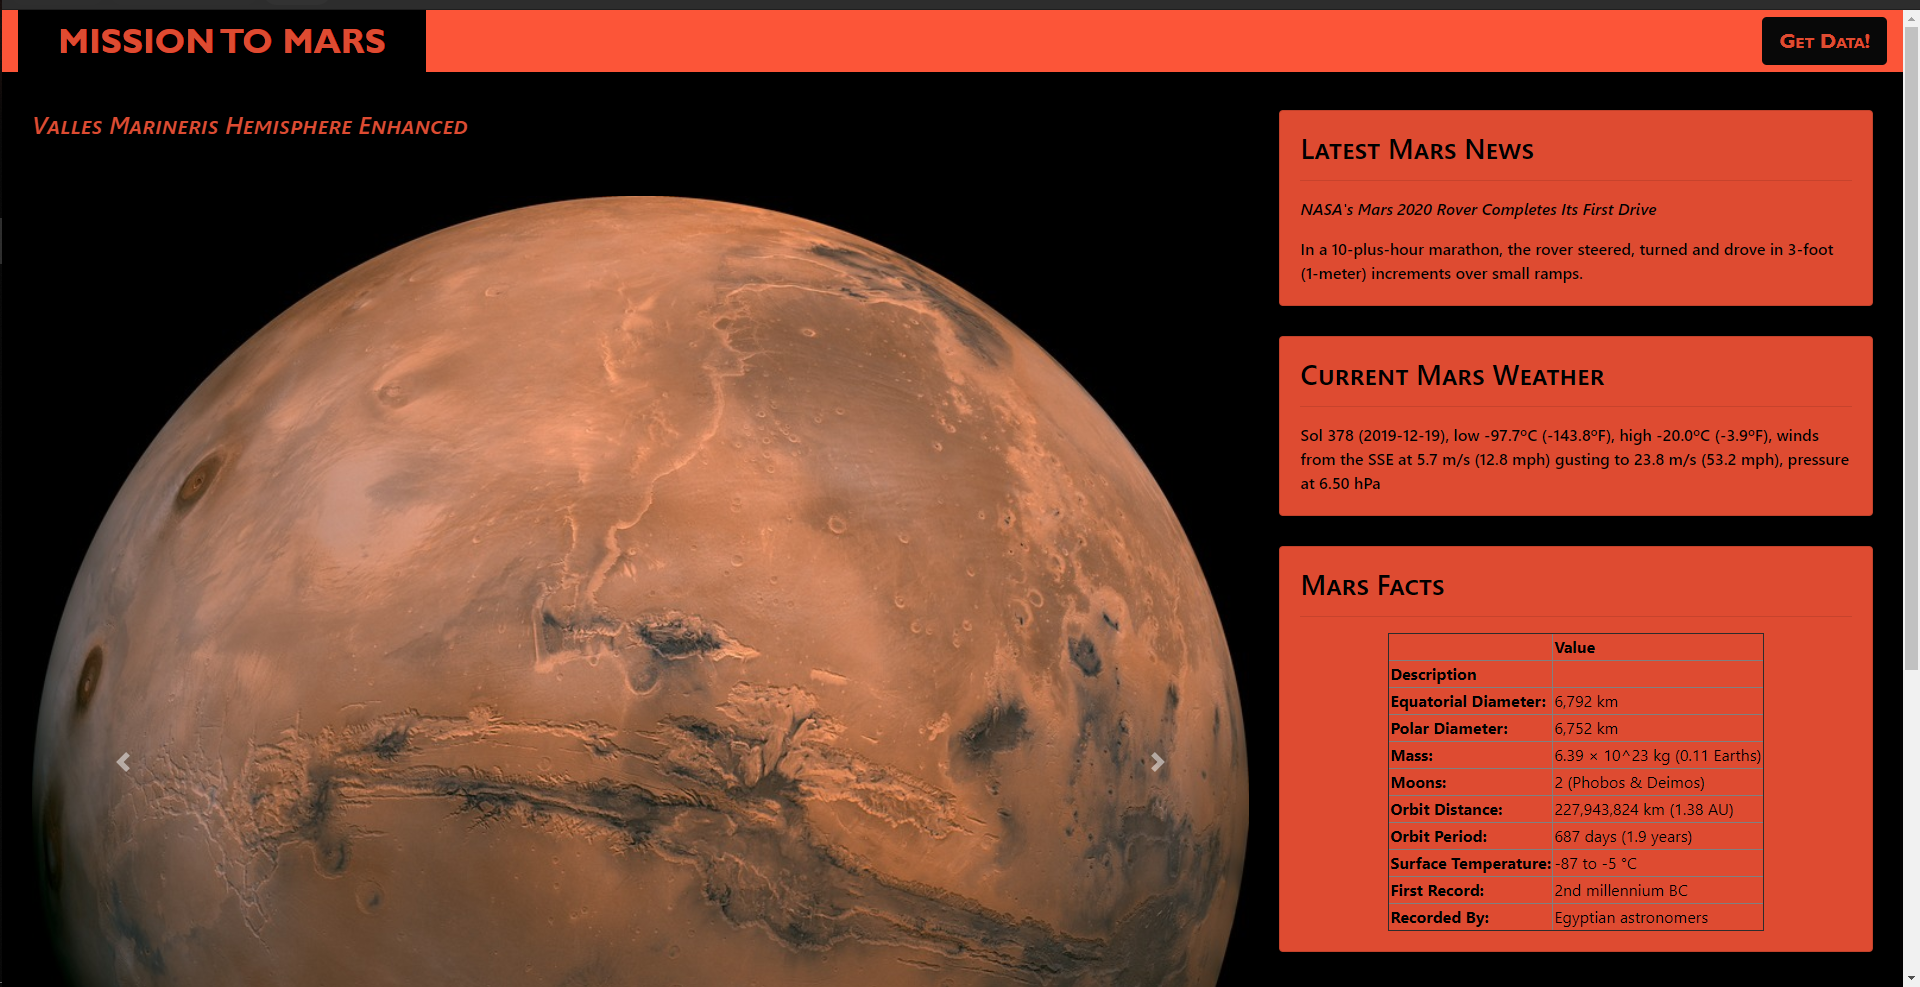 MISSION TO MARS
Get Data!
Valles Marineris Hemisphere Enhanced
Latest Mars News
NASA's Mars 2020 Rover Completes Its First Drive
In a 10-plus-hour marathon, the rover steered, turned and drove in 3-foot
(1-meter) increments over small ramps.
Current Mars Weather
Sol 378 (2019-12-19), low -97.7ºC (-143.8ºF), high -20.0ºC (-3.9ºF), winds
from the SSE at 5.7 m/s (12.8 mph) gusting to 23.8 m/s (53.2 mph), pressure
at 6.50 hPa
Mars Facts
Value
Description
Equatorial Diameter: 6,792 km
Polar Diameter: 6,752 km
Mass: 6.39 × 10^23 kg (0.11 Earths)
Moons: 2 (Phobos & Deimos)
Orbit Distance: 227,943,824 km (1.38 AU)
Orbit Period: 687 days (1.9 years)
Surface Temperature: -87 to -5 °C
First Record: 2nd millennium BC
Recorded By: Egyptian astronomers